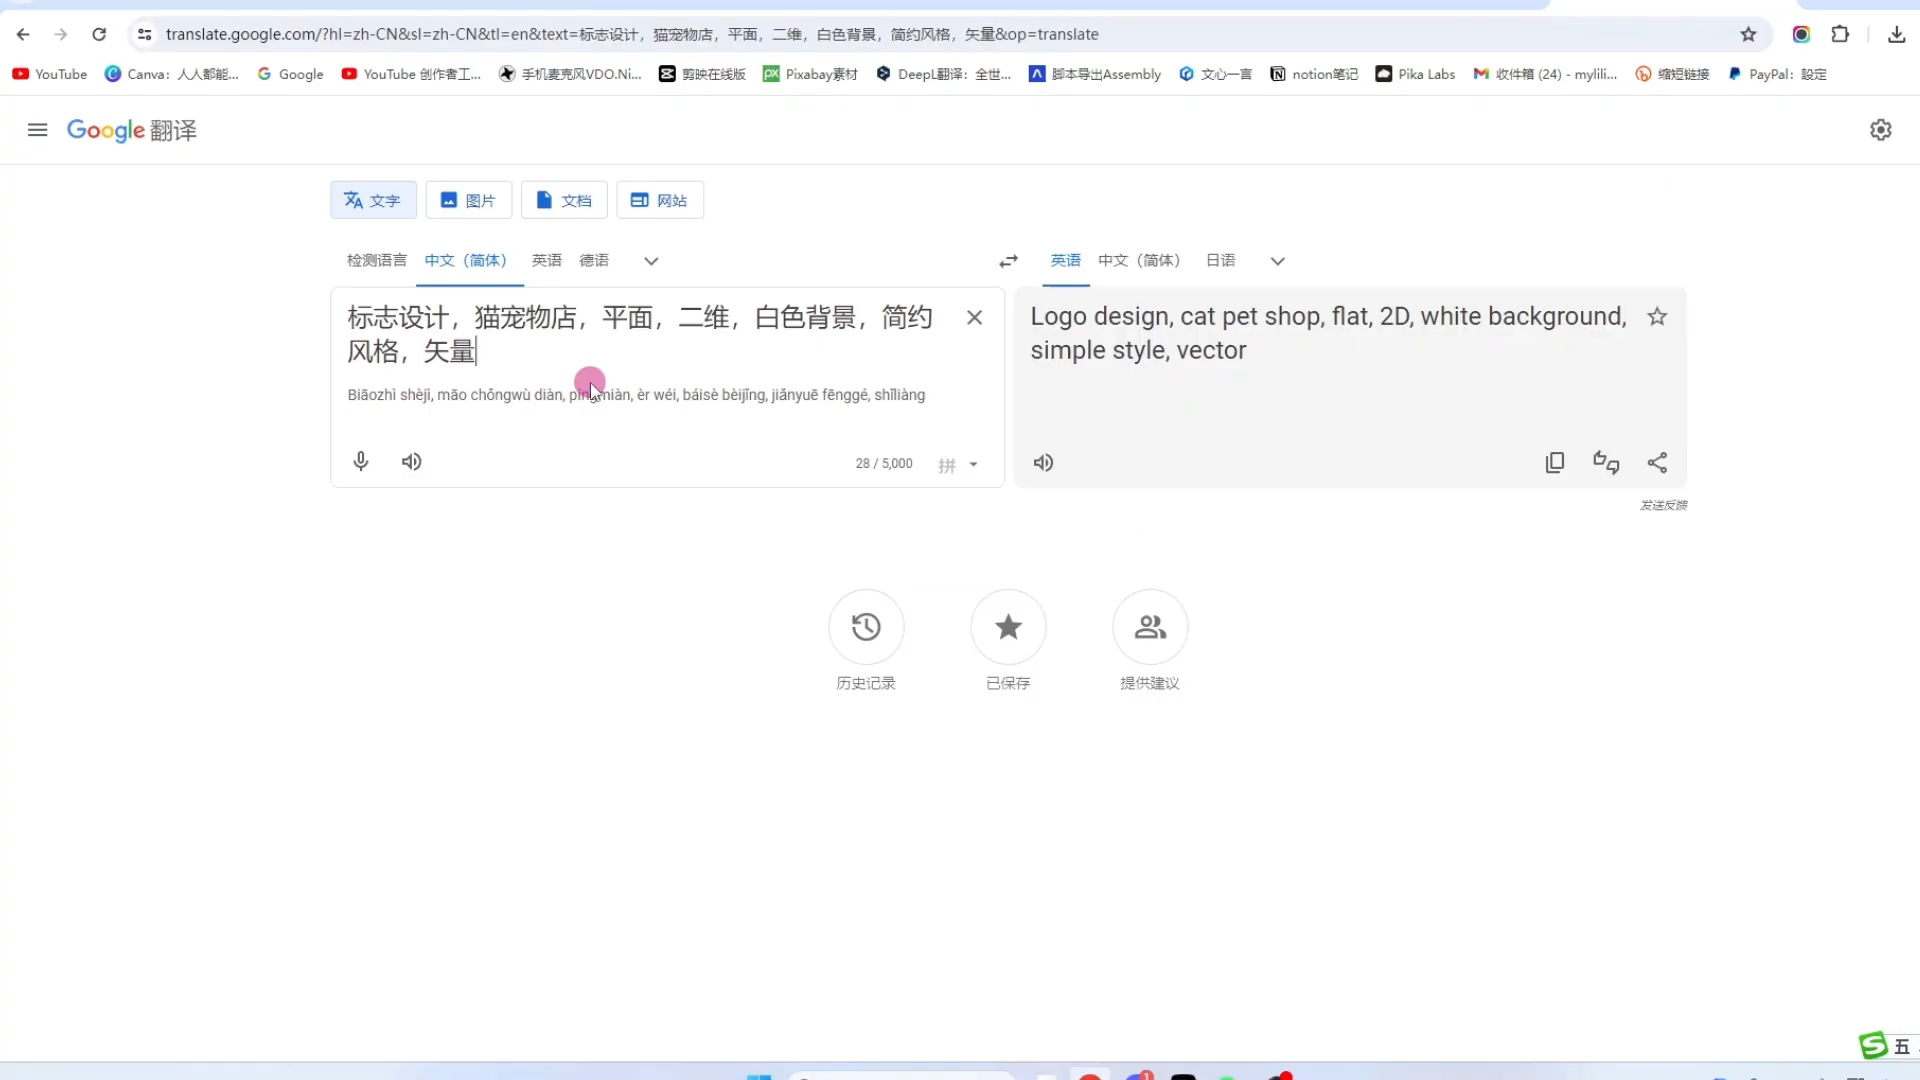 translate.google.com/?hl=zh-CN&sl=zh-CN&tl=en&text=标志设计，猫宠物店，平面，二维，白色背景，简约风格，矢量&op=translate
YouTube
Canva：人人都能...
Google
YouTube 创作者工...
手机麦克风VDO.Ni...
剪映在线版
px Pixabay素材
DeepL翻译：全世...
脚本导出Assembly
文心一言
notion笔记
Pika Labs
收件箱 (24) - mylili...
缩短链接
PayPal：設定
Google 翻译
文字
图片
文档
网站
检测语言
中文（简体）
英语
德语
英语
中文（简体）
日语
标志设计，猫宠物店，平面，二维，白色背景，简约
风格，矢量
Biāozhì shèjì, māo chǒngwù diàn, píngmiàn, èr wéi, báisè bèijǐng, jiǎnyuē fēnggé, shǐliàng
28 / 5,000
拼
Logo design, cat pet shop, flat, 2D, white background,
simple style, vector
发送反馈
历史记录
已保存
提供建议
S 五
1